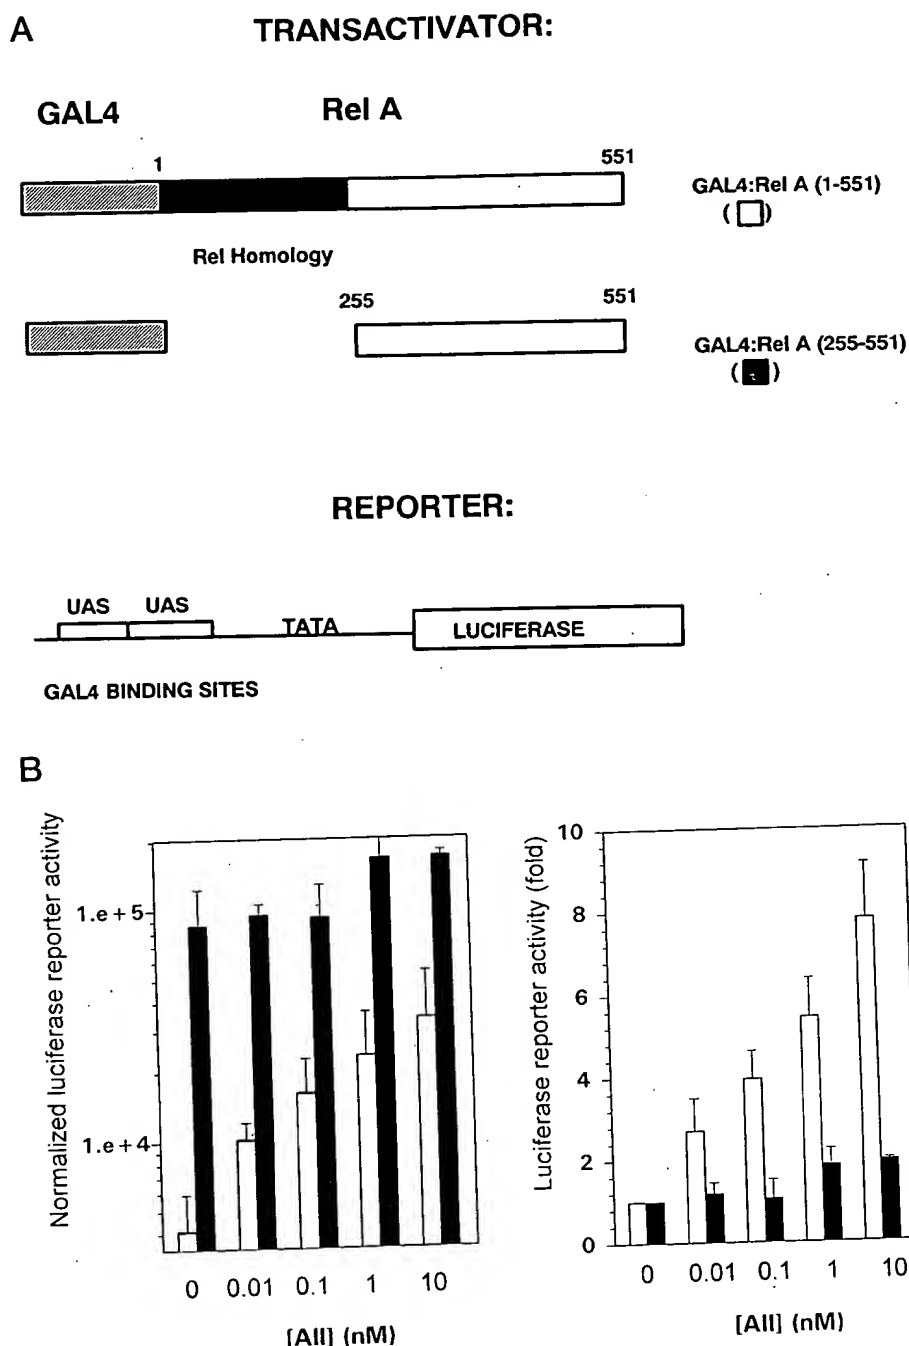 A
TRANSACTIVATOR:
GAL4
Rel A
1
551
GAL4:Rel A (1-551)
( )
Rel Homology
255
551
GAL4:Rel A (255-551)
( )
REPORTER:
UAS UAS
TATA
LUCIFERASE
GAL4 BINDING SITES
B
Normalized luciferase reporter activity
1.e+5
1.e+4
0 0.01 0.1 1 10
[AII] (nM)
Luciferase reporter activity (fold)
10
8
6
4
2
0
0 0.01 0.1 1 10
[AII] (nM)